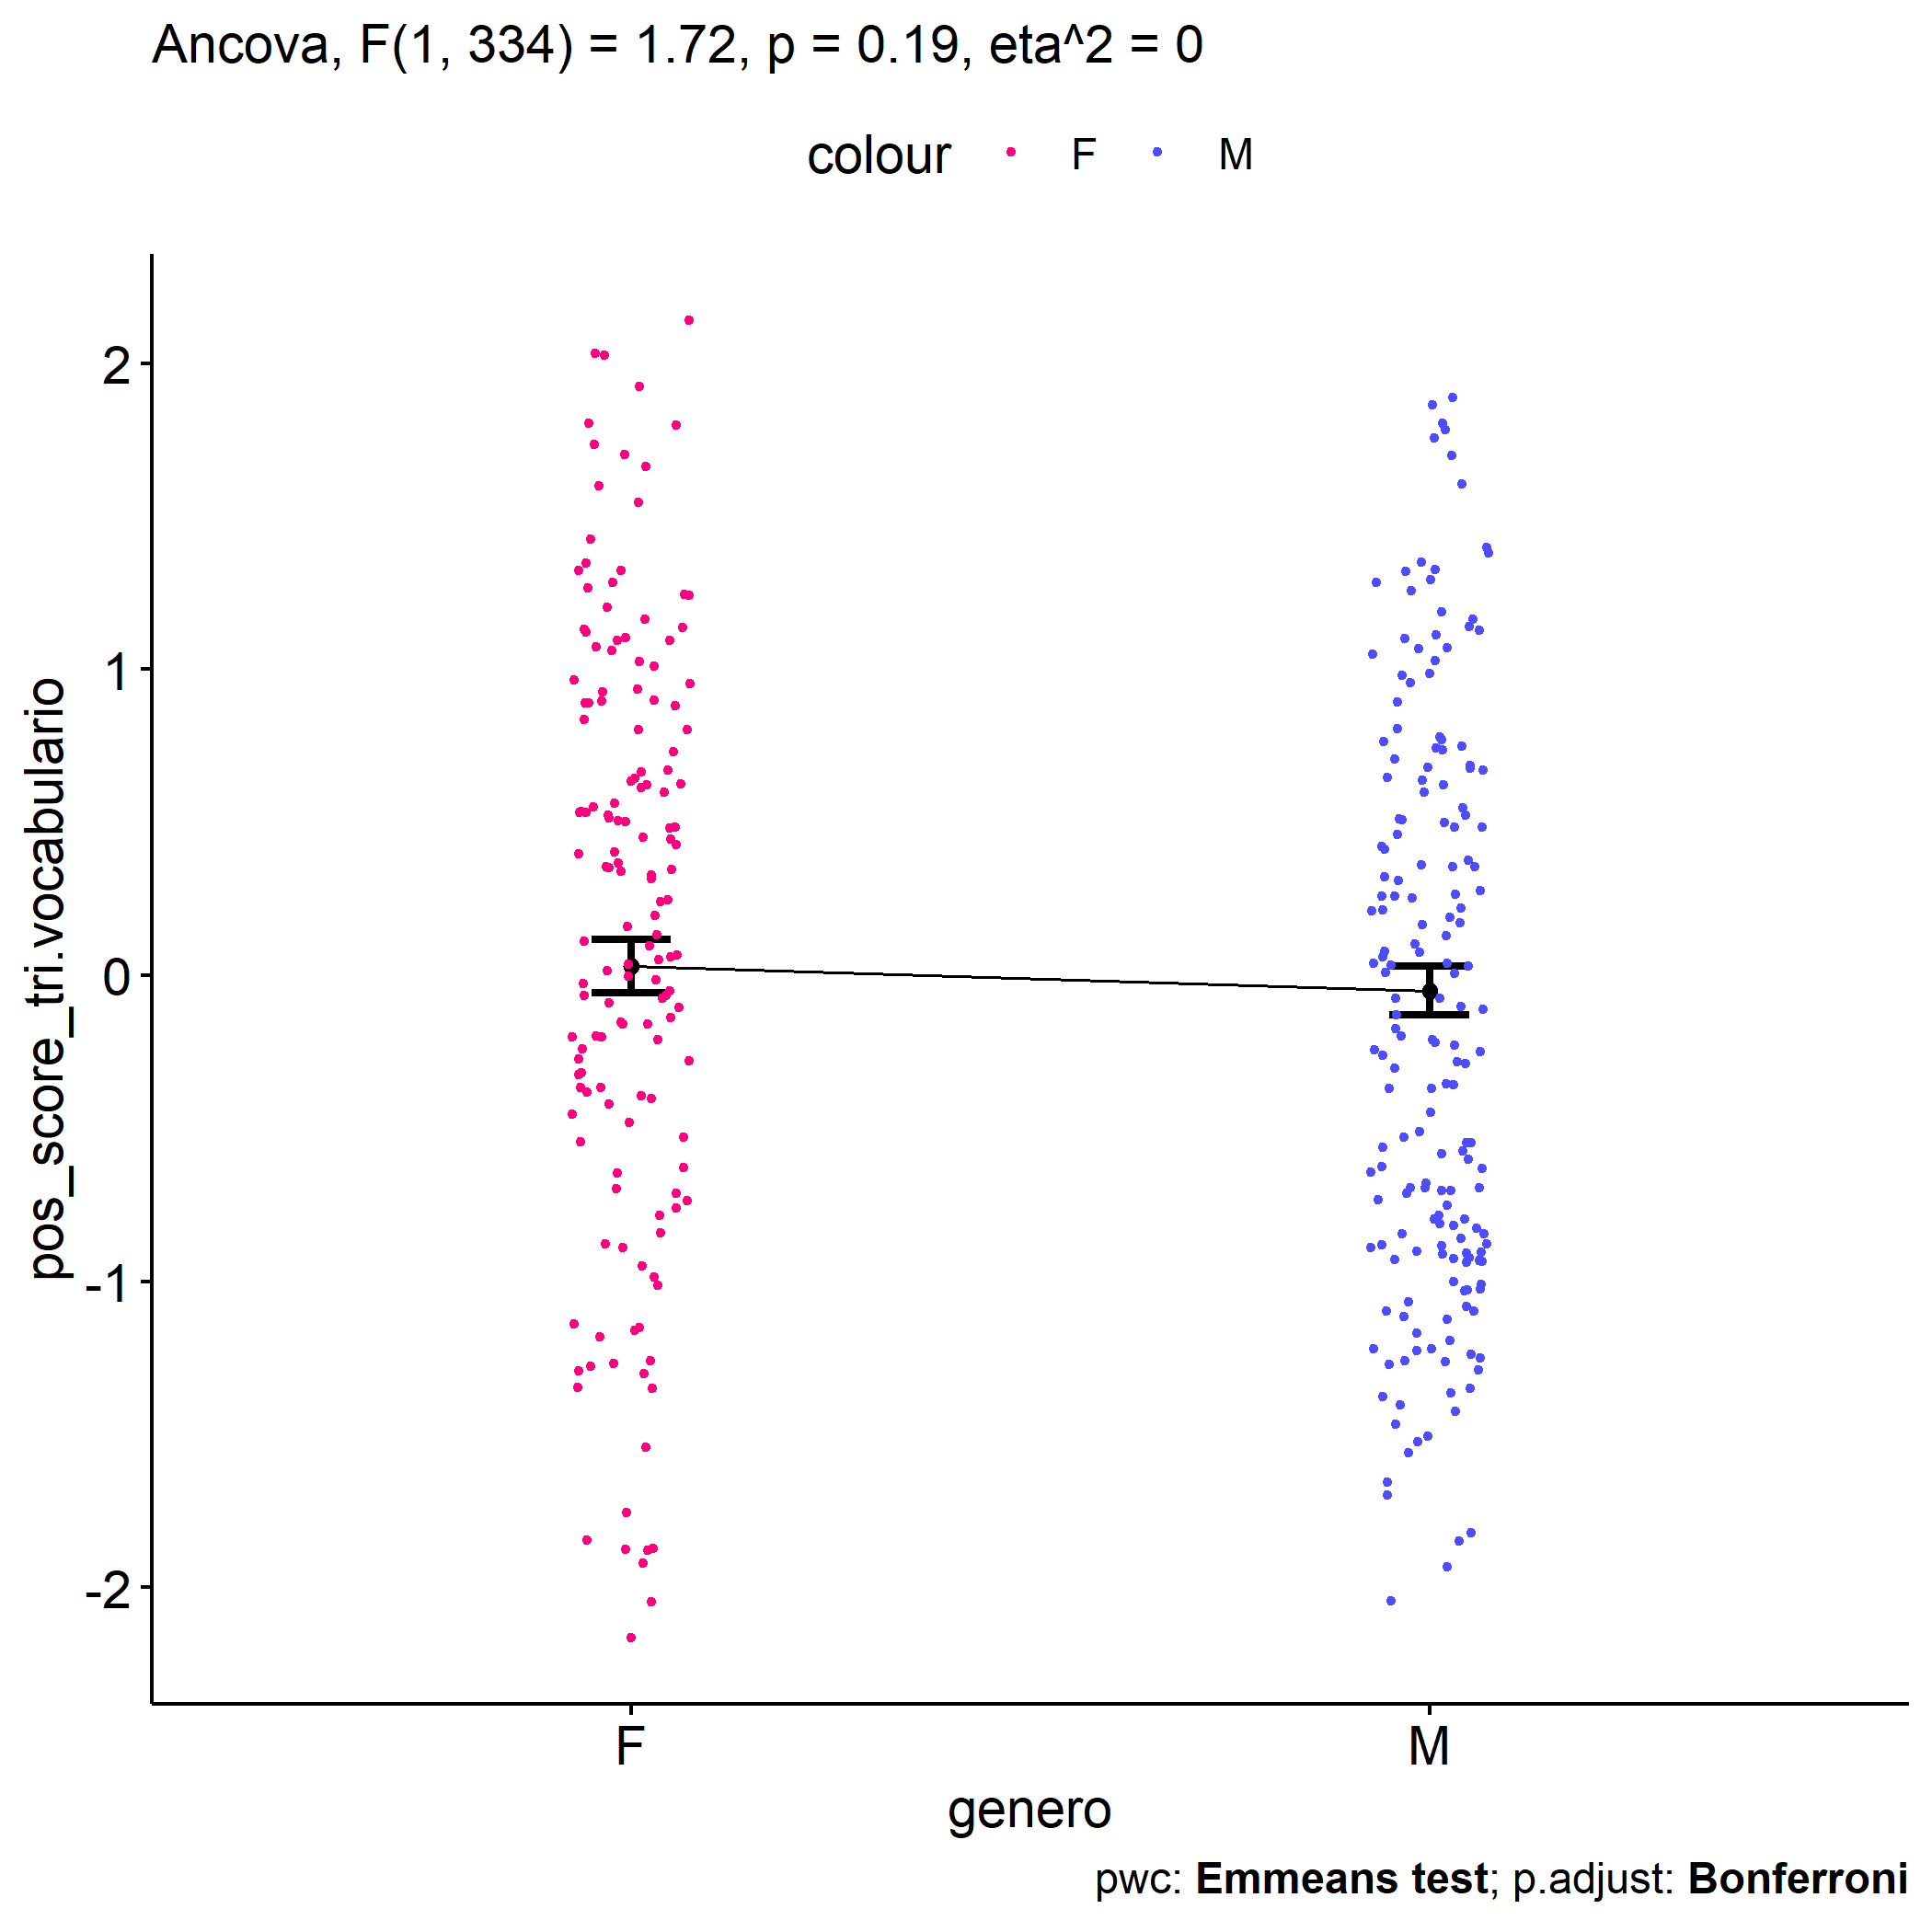 Ancova, F(1, 334) = 1.72, p = 0.19, eta^2 = 0
colour F M
pos_score_tri.vocabulario
2
1
0
-1
-2
F M
genero
pwc: Emmeans test; p.adjust: Bonferroni